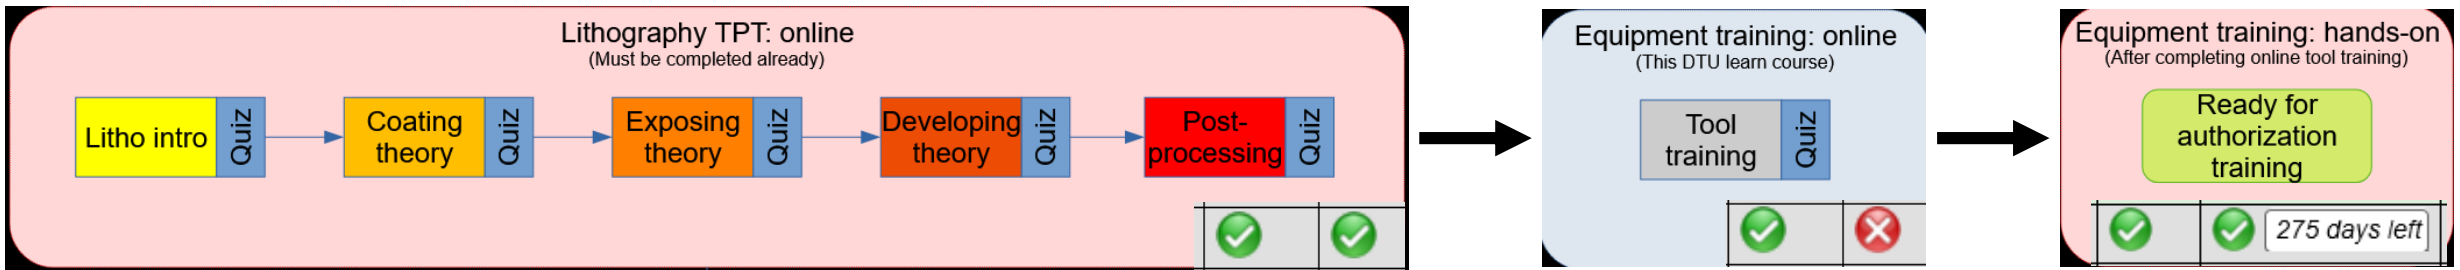 Lithography TPT: online
(Must be completed already)
Litho intro
Quiz
Coating
theory
Quiz
Exposing
theory
Quiz
Developing
theory
Quiz
Post-
processing
Quiz
Equipment training: online
(This DTU learn course)
Tool
training
Quiz
Equipment training: hands-on
(After completing online tool training)
Ready for
authorization
training
275 days left